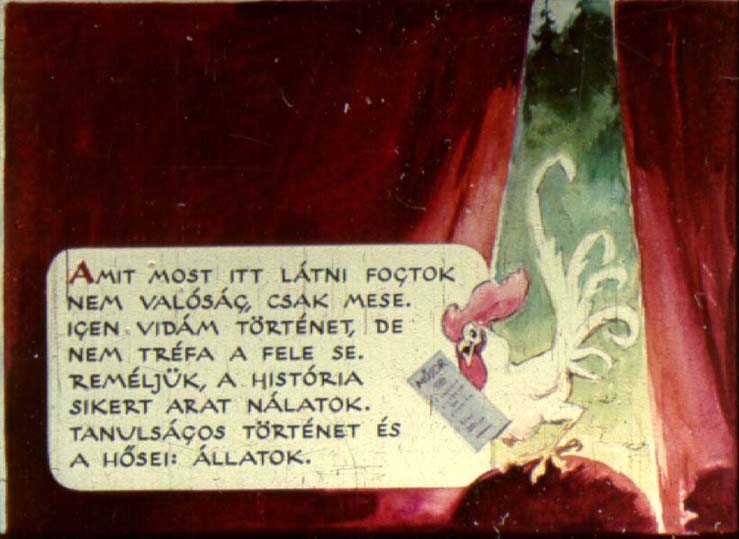 AMIT MOST ITT LÁTNI FOGTOK
NEM VALÓSÁG, CSAK MESE.
IGEN VIDÁM TÖRTÉNET, DE
NEM TRÉFA A FELE SE.
REMÉLJÜK, A HISTÓRIA
SIKERT ARAT NÁLATOK.
TANULSÁGOS TÖRTÉNET ÉS
A HŐSEI: ÁLLATOK.
MŰSOR